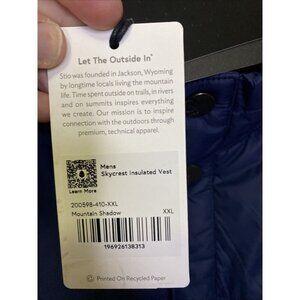 Let The Outside In™
Stio was founded in Jackson, Wyoming
by longtime locals living the mountain
life. Time spent outside on trails, in rivers
and on summits inspires everything
we create. Our mission is to inspire
connection with the outdoors through
premium, technical apparel.
Mens
Skycrest Insulated Vest
Learn More
200598-410-XXL
Mountain Shadow XXL
196926138313
Printed On Recycled Paper